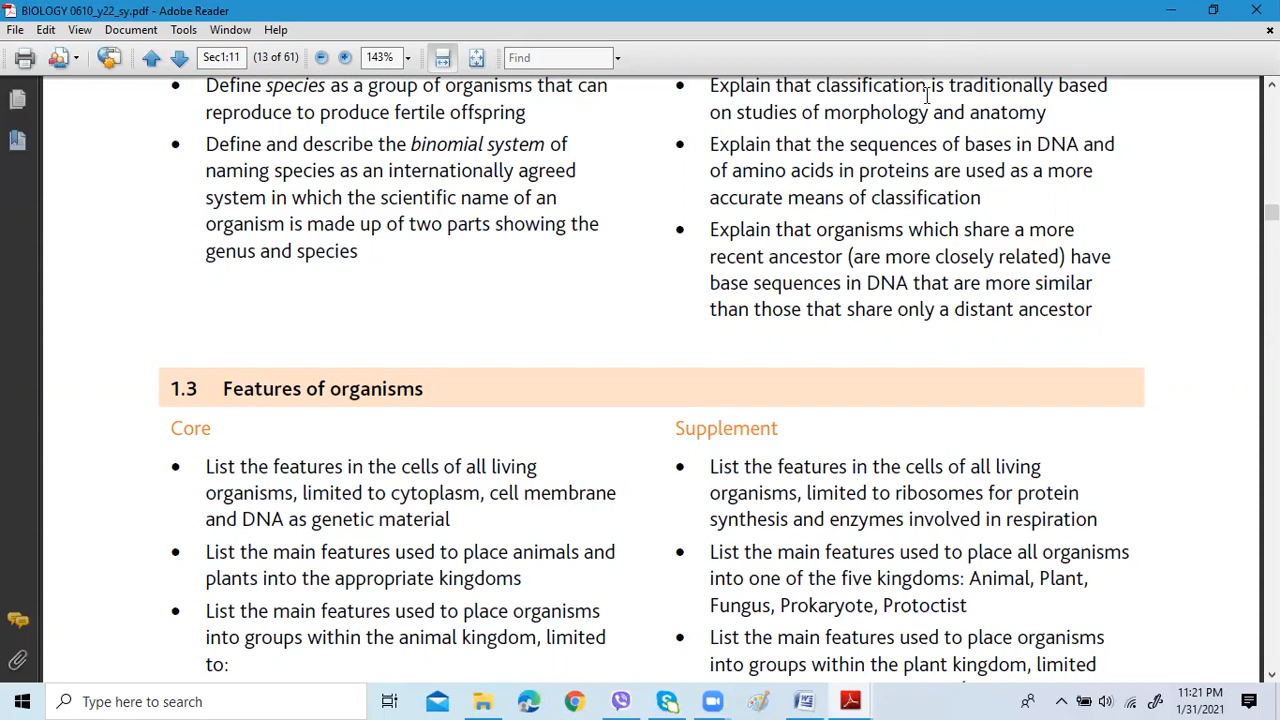 BIOLOGY 0610_y22_sy.pdf - Adobe Reader
File Edit View Document Tools Window Help
Sec1:11 (13 of 61) 143% Find
• Define species as a group of organisms that can
reproduce to produce fertile offspring
• Define and describe the binomial system of
naming species as an internationally agreed
system in which the scientific name of an
organism is made up of two parts showing the
genus and species
• Explain that classification is traditionally based
on studies of morphology and anatomy
• Explain that the sequences of bases in DNA and
of amino acids in proteins are used as a more
accurate means of classification
• Explain that organisms which share a more
recent ancestor (are more closely related) have
base sequences in DNA that are more similar
than those that share only a distant ancestor
1.3 Features of organisms
Core
• List the features in the cells of all living
organisms, limited to cytoplasm, cell membrane
and DNA as genetic material
• List the main features used to place animals and
plants into the appropriate kingdoms
• List the main features used to place organisms
into groups within the animal kingdom, limited
to:
Supplement
• List the features in the cells of all living
organisms, limited to ribosomes for protein
synthesis and enzymes involved in respiration
• List the main features used to place all organisms
into one of the five kingdoms: Animal, Plant,
Fungus, Prokaryote, Protoctist
• List the main features used to place organisms
into groups within the plant kingdom, limited
Type here to search
11:21 PM
1/31/2021